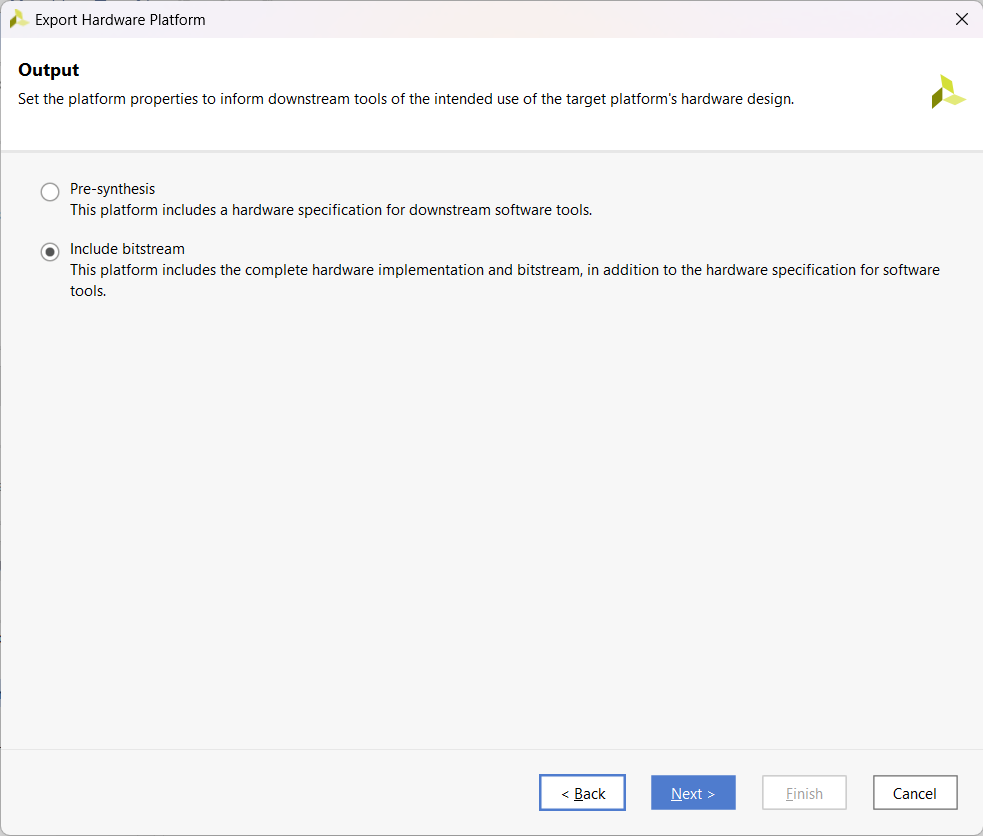 Export Hardware Platform
Output
Set the platform properties to inform downstream tools of the intended use of the target platform's hardware design.
Pre-synthesis
This platform includes a hardware specification for downstream software tools.
Include bitstream
This platform includes the complete hardware implementation and bitstream, in addition to the hardware specification for software
tools.
< Back
Next >
Finish
Cancel